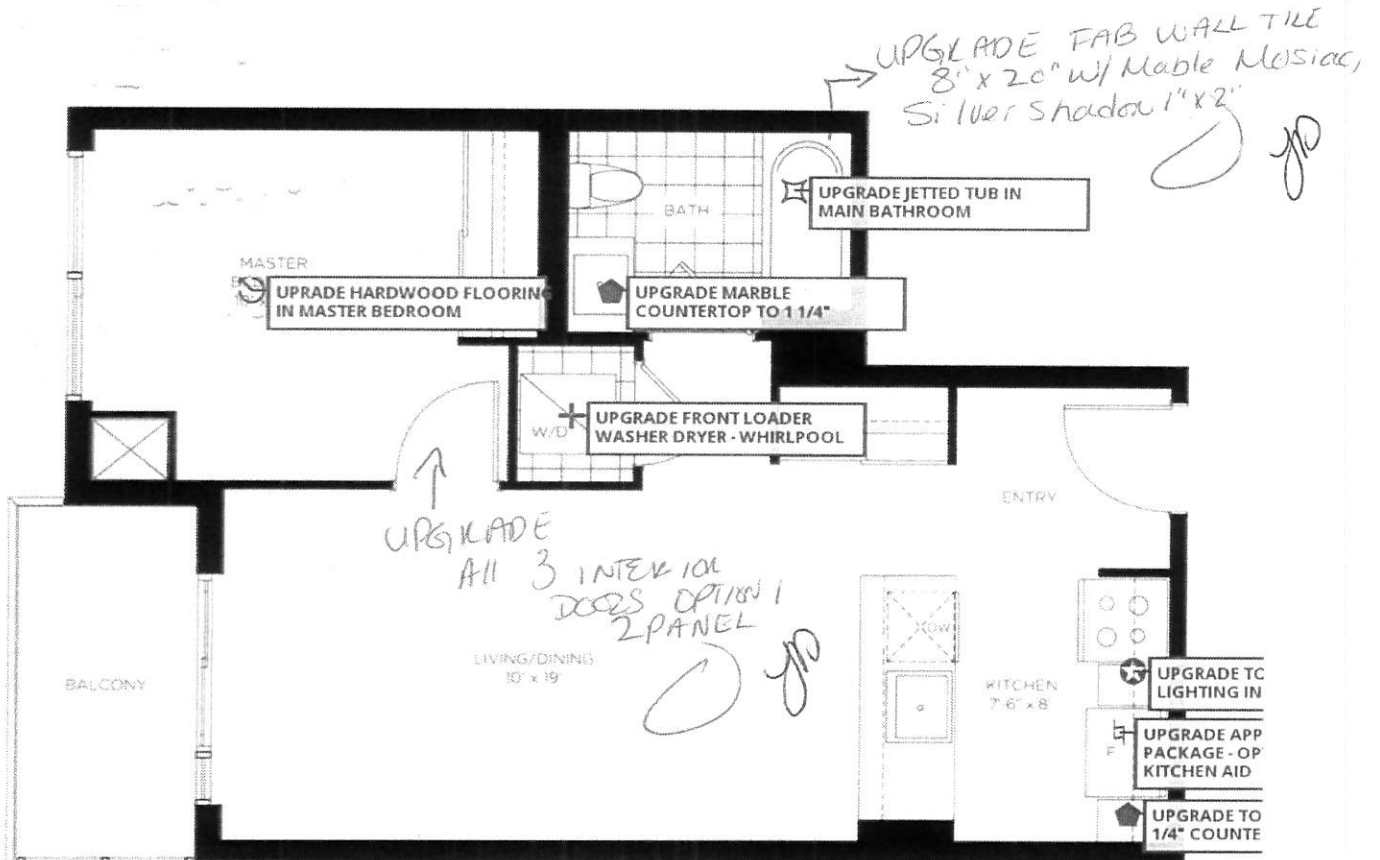 UPGRADE FAB WALL TILE
8" x 20" W/ Mable Mosiac,
Silver Shadow 1" x 2"
UPGRADE JETTED TUB IN
MAIN BATHROOM
BATH
MASTER
UPRADE HARDWOOD FLOORING
IN MASTER BEDROOM
UPGRADE MARBLE
COUNTERTOP TO 1 1/4"
UPGRADE FRONT LOADER
WASHER DRYER - WHIRLPOOL
W/D
ENTRY
UPGRADE
All 3 INTERIOR
DOORS OPTION 1
2 PANEL
LIVING/DINING
10' x 19'
BALCONY
DW
KITCHEN
7'-6" x 8'
F
UPGRADE TO
LIGHTING IN
UPGRADE APP
PACKAGE - OP
KITCHEN AID
UPGRADE TO
1/4" COUNTE